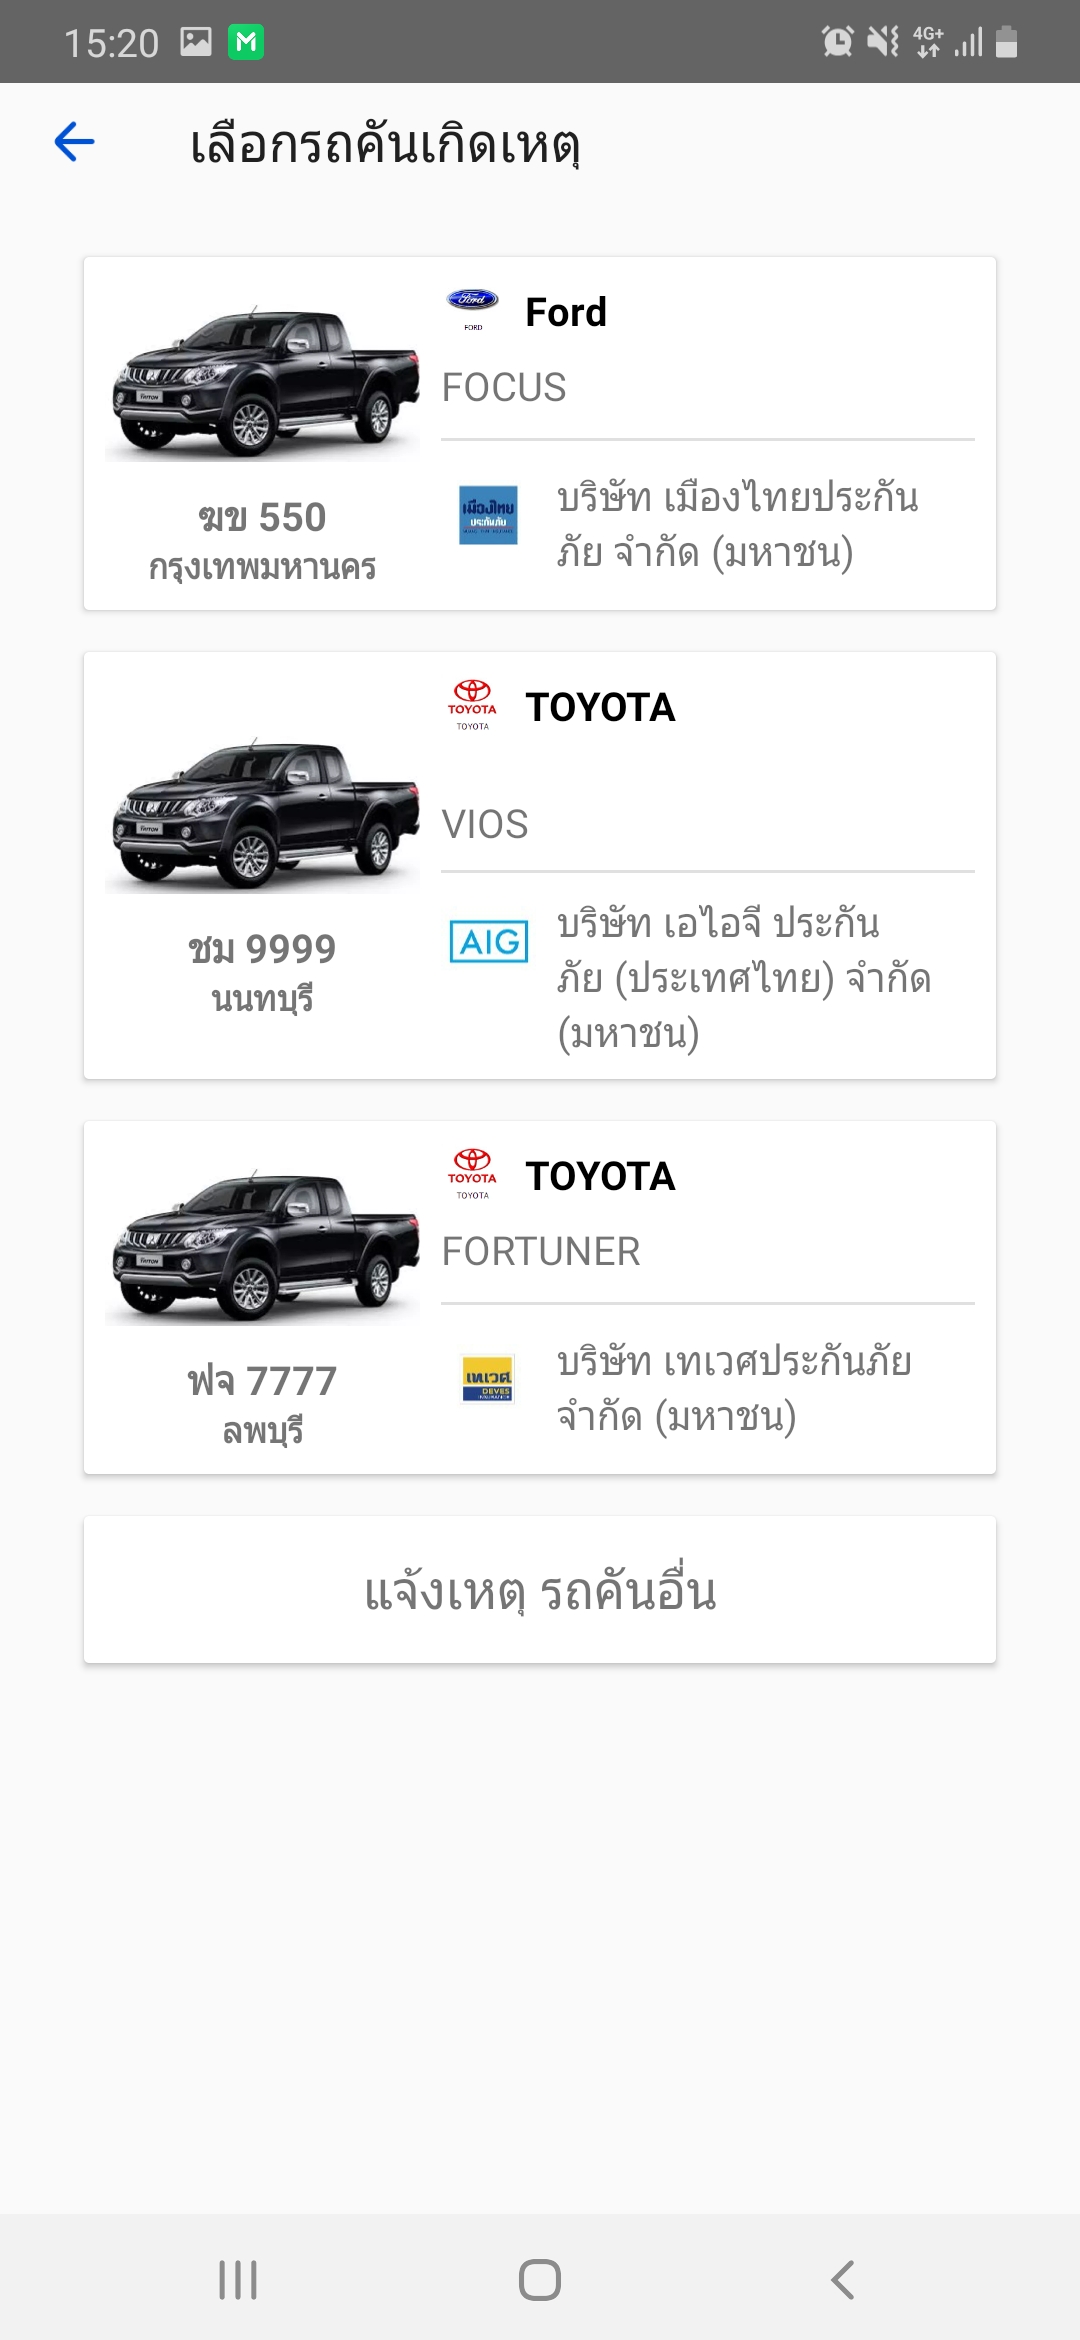 15:20
4G+
เลือกรถคันเกิดเหตุ
Ford
FORD
Ford
FOCUS
TRITON
ฆข 550
กรุงเทพมหานคร
เมืองไทย
ประกันภัย
บริษัท เมืองไทยประกัน
ภัย จำกัด (มหาชน)
TOYOTA
TOYOTA
TOYOTA
VIOS
TRITON
ชม 9999
นนทบุรี
AIG
บริษัท เอไอจี ประกัน
ภัย (ประเทศไทย) จำกัด
(มหาชน)
TOYOTA
TOYOTA
TOYOTA
FORTUNER
TRITON
ฟจ 7777
ลพบุรี
เทเวศ
DEVES
INSURANCE
บริษัท เทเวศประกันภัย
จำกัด (มหาชน)
แจ้งเหตุ รถคันอื่น